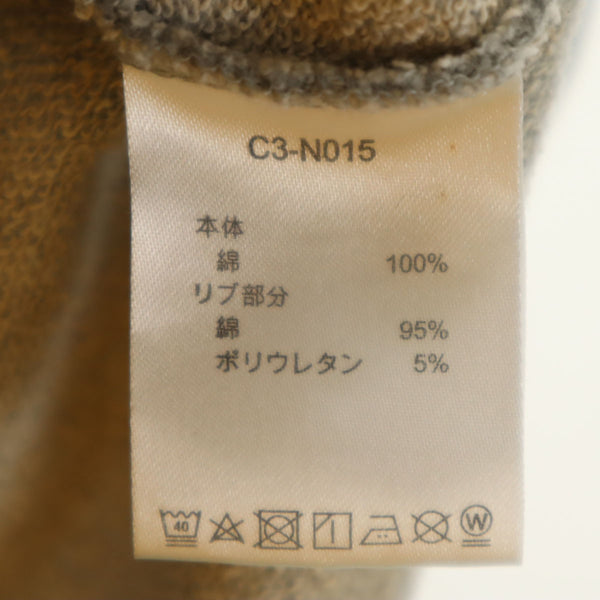 C3-N015
本体
綿 100%
リブ部分
綿 95%
ポリウレタン 5%
40 W